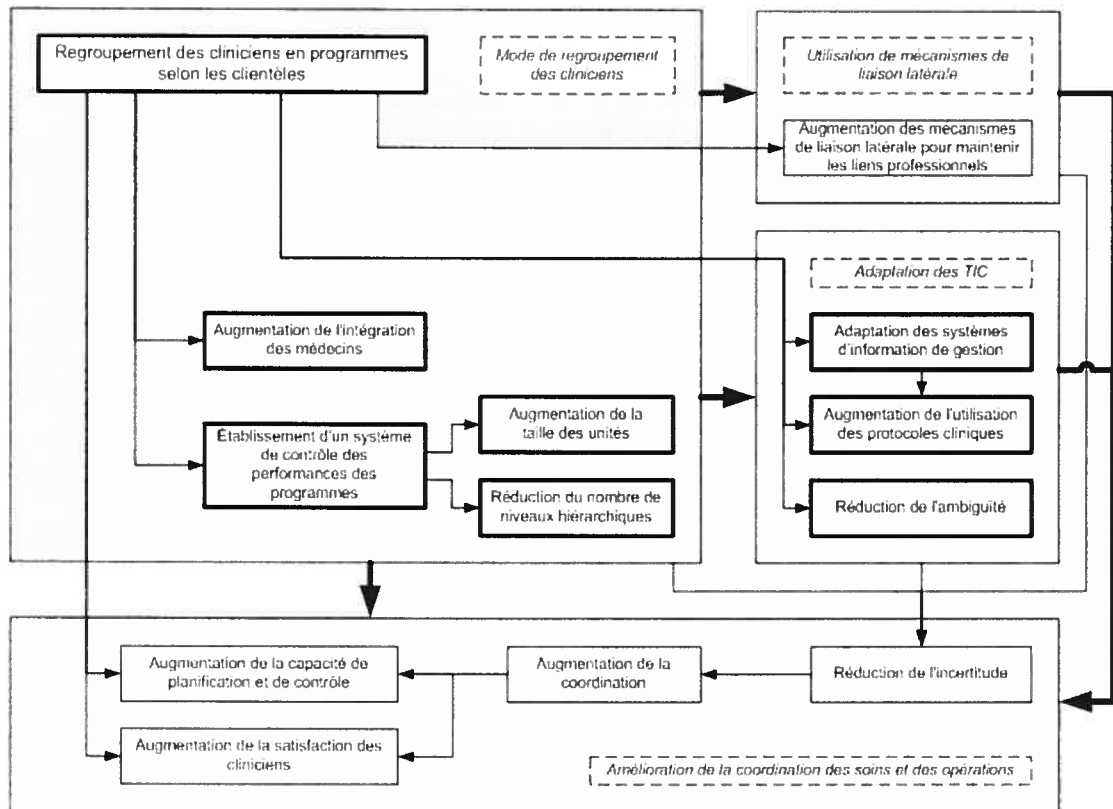 Regroupement des cliniciens en programmes
selon les clientèles
Mode de regroupement
des cliniciens
Utilisation de mécanismes de
liaison latérale
Augmentation des mécanismes
de liaison latérale pour maintenir
les liens professionnels
Adaptation des TIC
Augmentation de l'intégration
des médecins
Adaptation des systèmes
d'information de gestion
Établissement d'un système
de contrôle des
performances des
programmes
Augmentation de la
taille des unités
Augmentation de l'utilisation
des protocoles cliniques
Réduction du nombre de
niveaux hiérarchiques
Réduction de l'ambiguïté
Augmentation de la capacité de
planification et de contrôle
Augmentation de la
coordination
Réduction de l'incertitude
Augmentation de la satisfaction des
cliniciens
Amélioration de la coordination des soins et des opérations